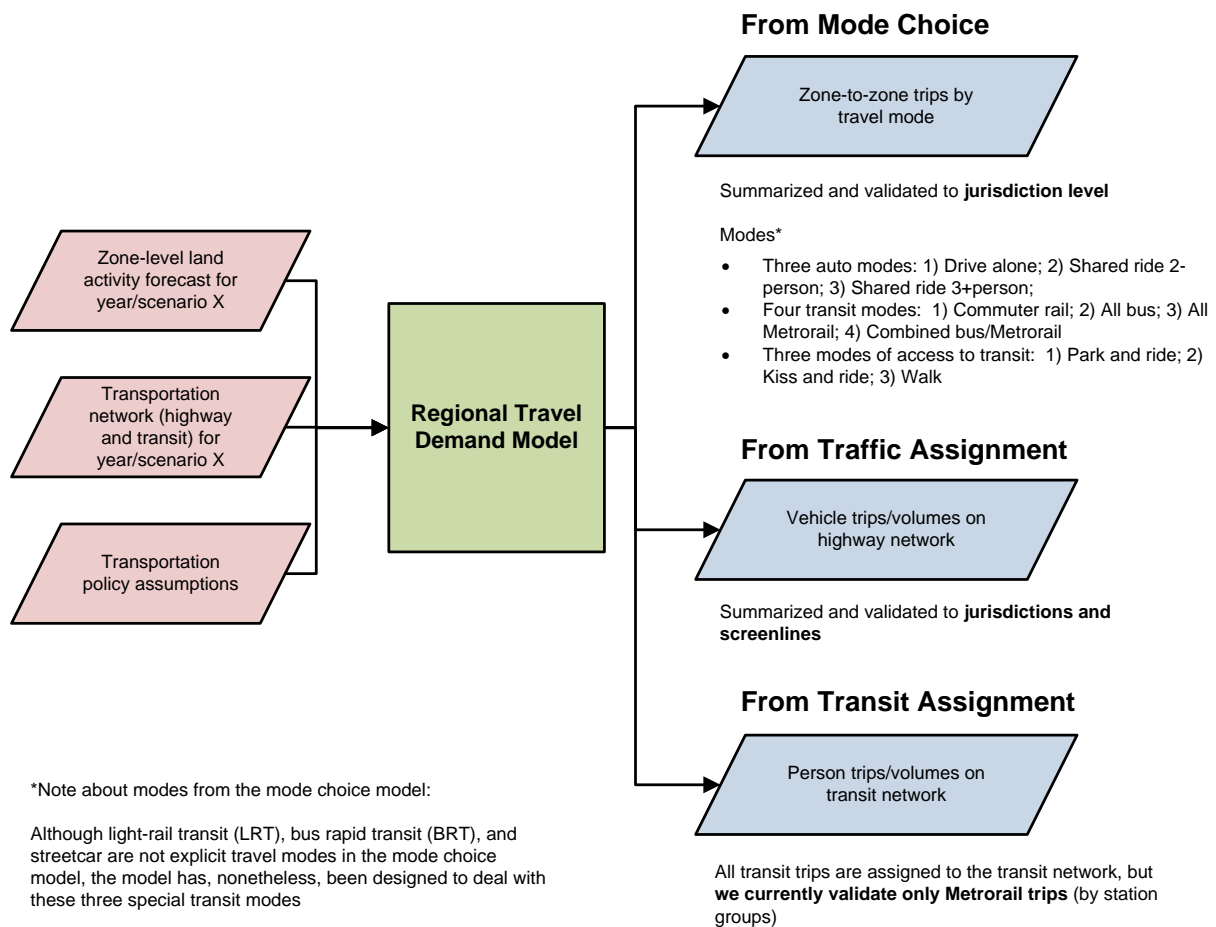 From Mode Choice
Zone-to-zone trips by
travel mode
Summarized and validated to jurisdiction level
Modes*
• Three auto modes: 1) Drive alone; 2) Shared ride 2-
person; 3) Shared ride 3+person;
• Four transit modes: 1) Commuter rail; 2) All bus; 3) All
Metrorail; 4) Combined bus/Metrorail
• Three modes of access to transit: 1) Park and ride; 2)
Kiss and ride; 3) Walk
Zone-level land
activity forecast for
year/scenario X
Transportation
network (highway
and transit) for
year/scenario X
Transportation
policy assumptions
Regional Travel
Demand Model
From Traffic Assignment
Vehicle trips/volumes on
highway network
Summarized and validated to jurisdictions and
screenlines
From Transit Assignment
Person trips/volumes on
transit network
All transit trips are assigned to the transit network, but
we currently validate only Metrorail trips (by station
groups)
*Note about modes from the mode choice model:
Although light-rail transit (LRT), bus rapid transit (BRT), and
streetcar are not explicit travel modes in the mode choice
model, the model has, nonetheless, been designed to deal with
these three special transit modes